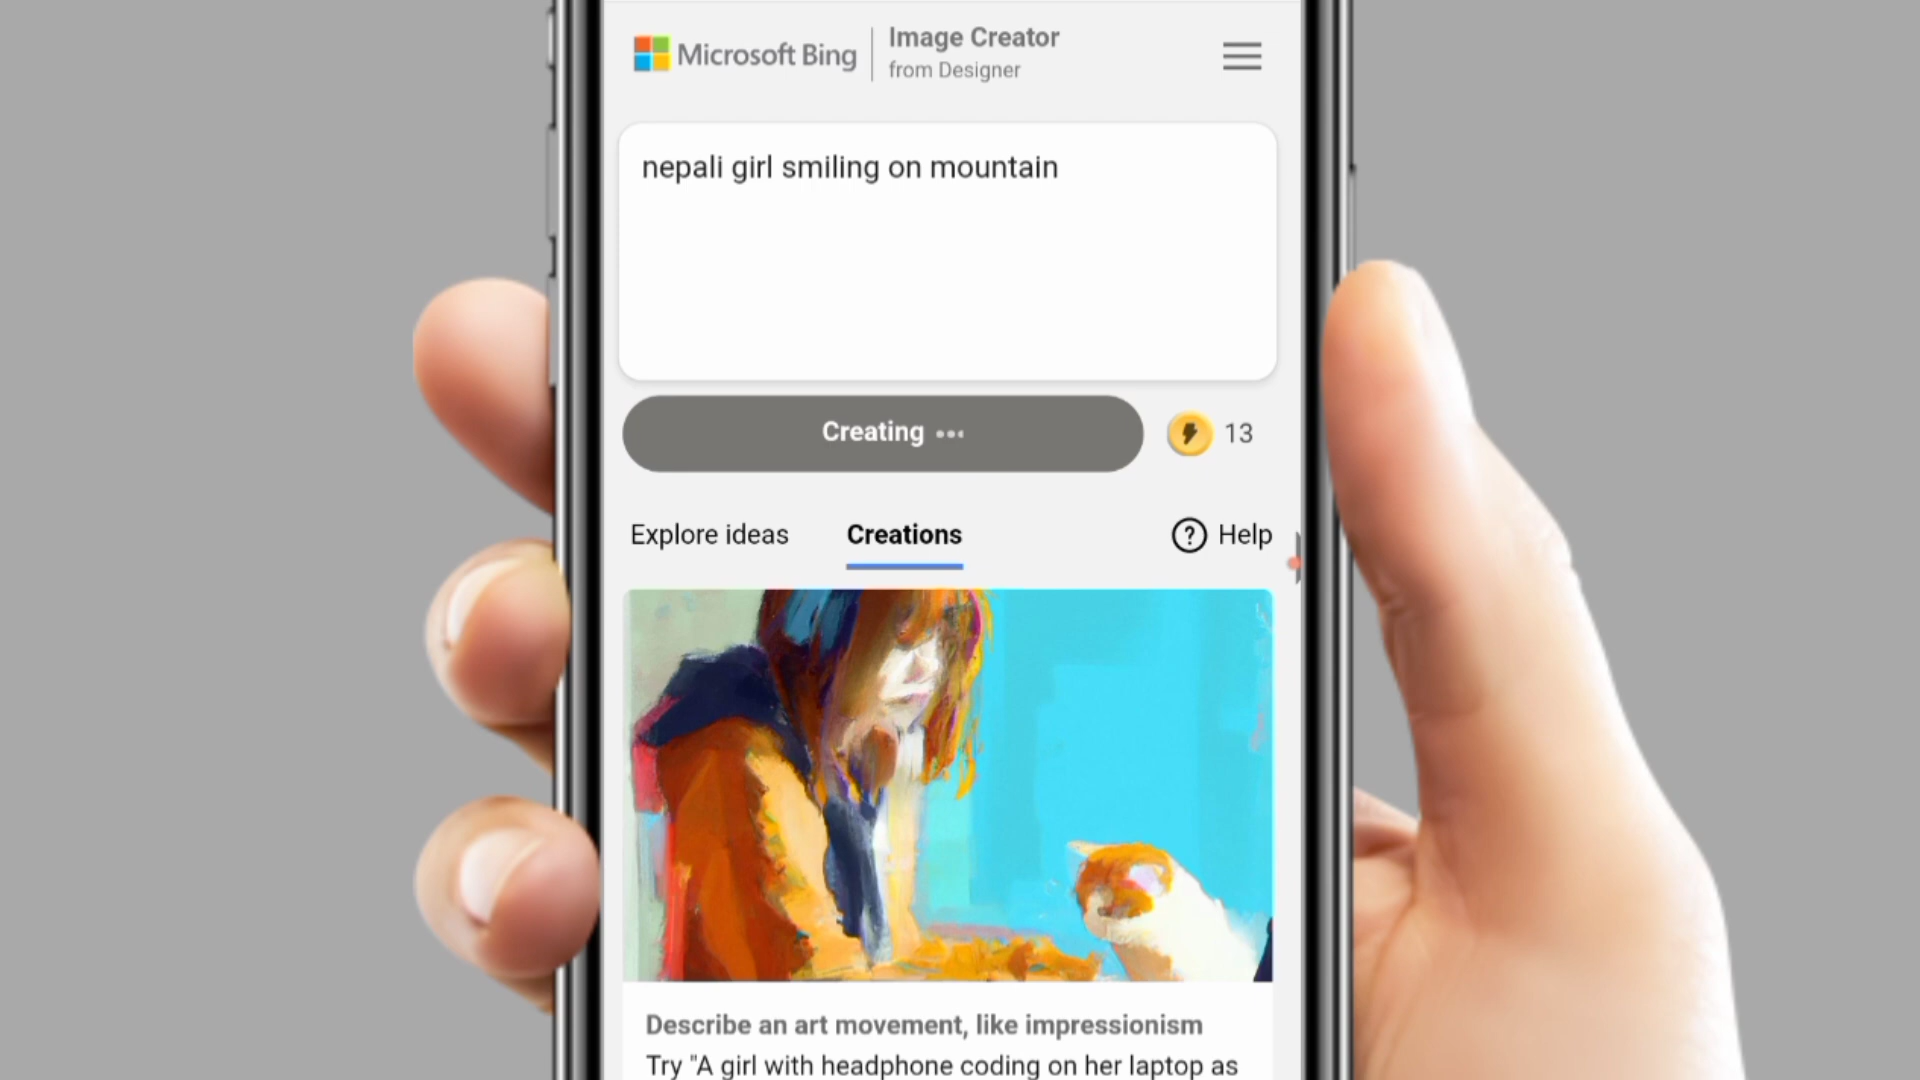 Microsoft Bing
Image Creator
from Designer
nepali girl smiling on mountain
Creating
13
Explore ideas
Creations
Help
Describe an art movement, like impressionism
Try "A girl with headphone coding on her laptop as